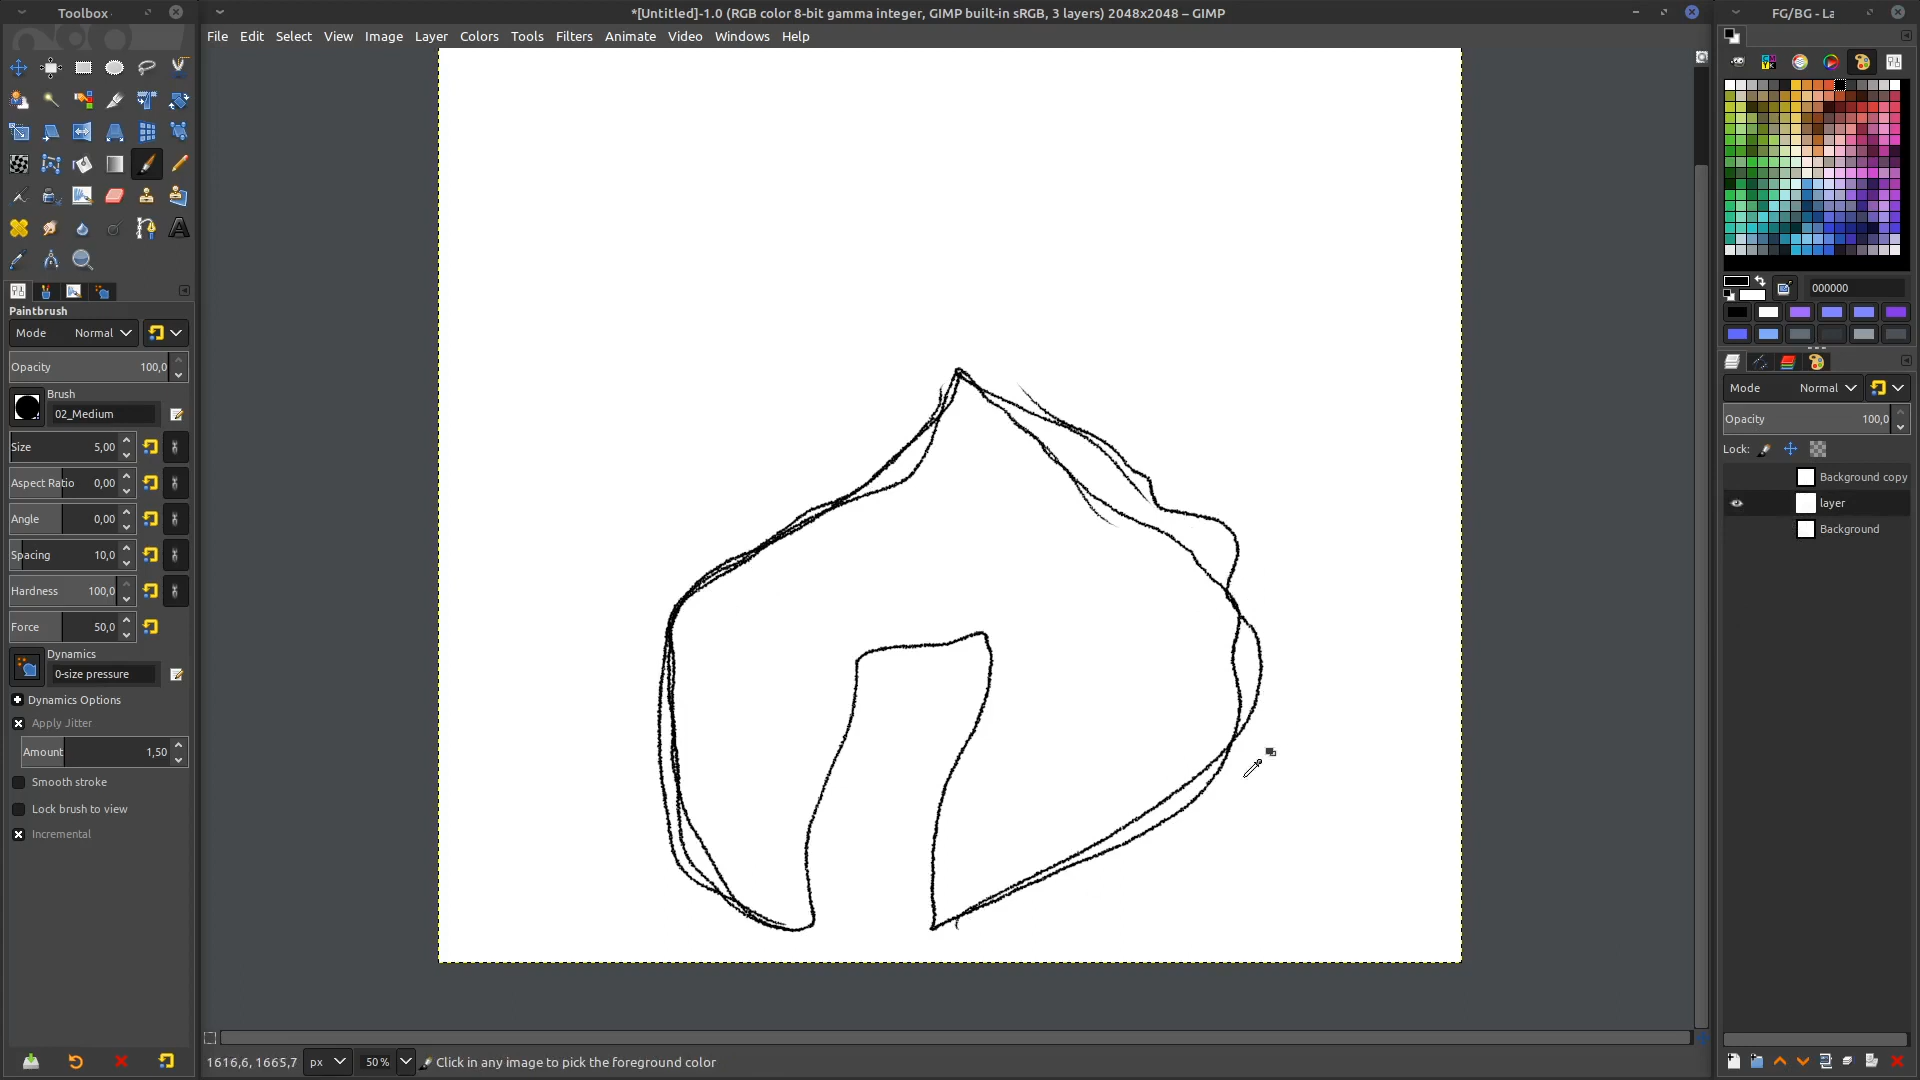 Toolbox
*[Untitled]-1.0 (RGB color 8-bit gamma integer, GIMP built-in sRGB, 3 layers) 2048x2048 – GIMP
FG/BG - La
File Edit Select View Image Layer Colors Tools Filters Animate Video Windows Help
Paintbrush
Mode Normal
Opacity 100,0
Brush
02_Medium
Size 5,00
Aspect Ratio 0,00
Angle 0,00
Spacing 10,0
Hardness 100,0
Force 50,0
Dynamics
0-size pressure
Dynamics Options
Apply Jitter
Amount 1,50
Smooth stroke
Lock brush to view
Incremental
000000
Mode Normal
Opacity 100,0
Lock:
Background copy
layer
Background
1616,6, 1665,7 px 50 % Click in any image to pick the foreground color